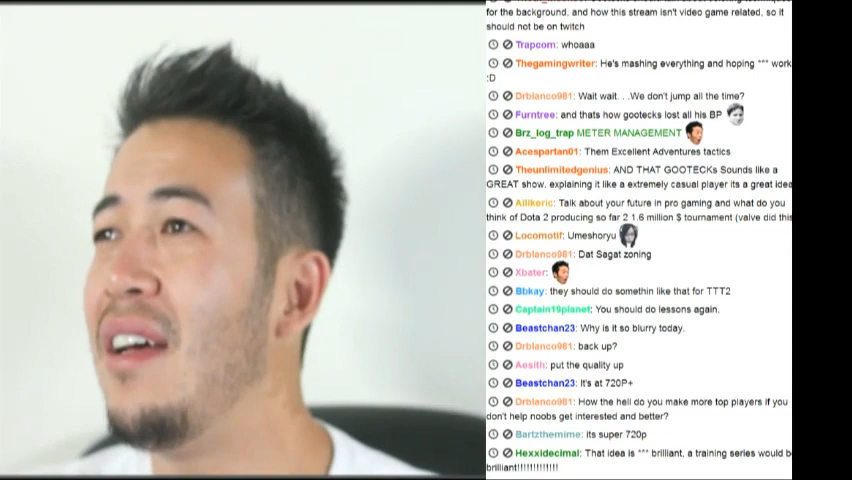 for the background, and how this stream isn't video game related, so it
should not be on twitch
Trapcom: whoaaa
Thegamingwriter: He's mashing everything and hoping *** work
:D
Drblanco981: Wait wait. . .We don't jump all the time?
Furntree: and thats how gootecks lost all his BP
Brz_log_trap METER MANAGEMENT
Acespartan01: Them Excellent Adventures tactics
Theunlimitedgenius: AND THAT GOOTECKs Sounds like a
GREAT show, explaining it like a extremely casual player its a great idea
Ailikeric: Talk about your future in pro gaming and what do you
think of Dota 2 producing so far 2 1.6 million $ tournament (valve did this
Locomotif: Umeshoryu
Drblanco981: Dat Sagat zoning
Xbater:
Bbkay: they should do somethin like that for TTT2
Captain19planet: You should do lessons again.
Beastchan23: Why is it so blurry today.
Drblanco981: back up?
Aesith: put the quality up
Beastchan23: It's at 720P+
Drblanco981: How the hell do you make more top players if you
don't help noobs get interested and better?
Bartzthemime: its super 720p
Hexxidecimal: That idea is *** brilliant, a training series would b
brilliant!!!!!!!!!!!!!